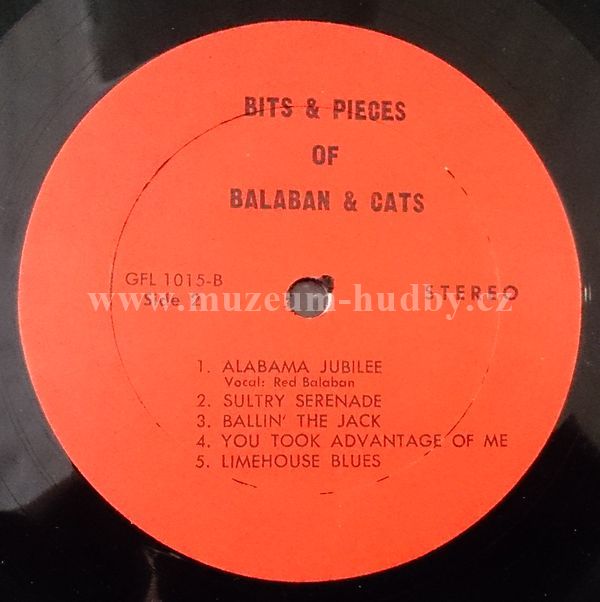 BITS & PIECES
OF
BALABAN & CATS
GFL 1015-B
Side 2
STEREO
www.muzeum-hudby.cz
1. ALABAMA JUBILEE
Vocal: Red Balaban
2. SULTRY SERENADE
3. BALLIN' THE JACK
4. YOU TOOK ADVANTAGE OF ME
5. LIMEHOUSE BLUES